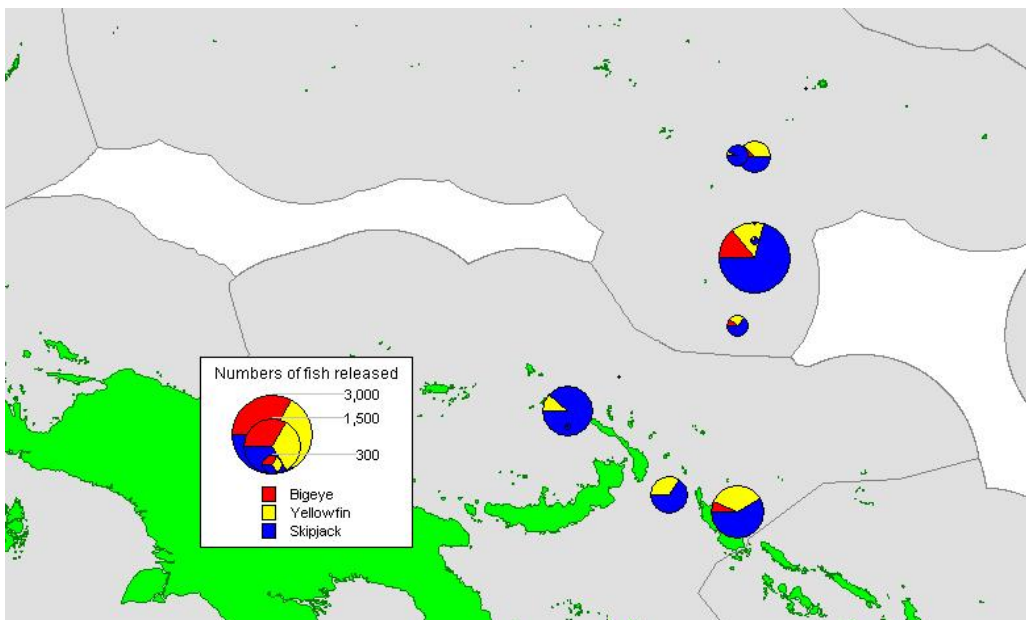 Numbers of fish released
3,000
1,500
300
Bigeye
Yellowfin
Skipjack